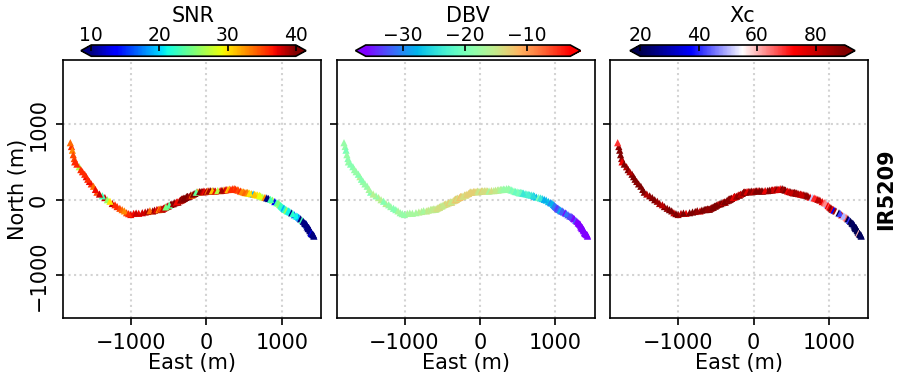 SNR DBV Xc
10 20 30 40 −30 −20 −10 20 40 60 80
1000
0
−1000
North (m)
−1000 0 1000 −1000 0 1000 −1000 0 1000
East (m) East (m) East (m)
IR5209